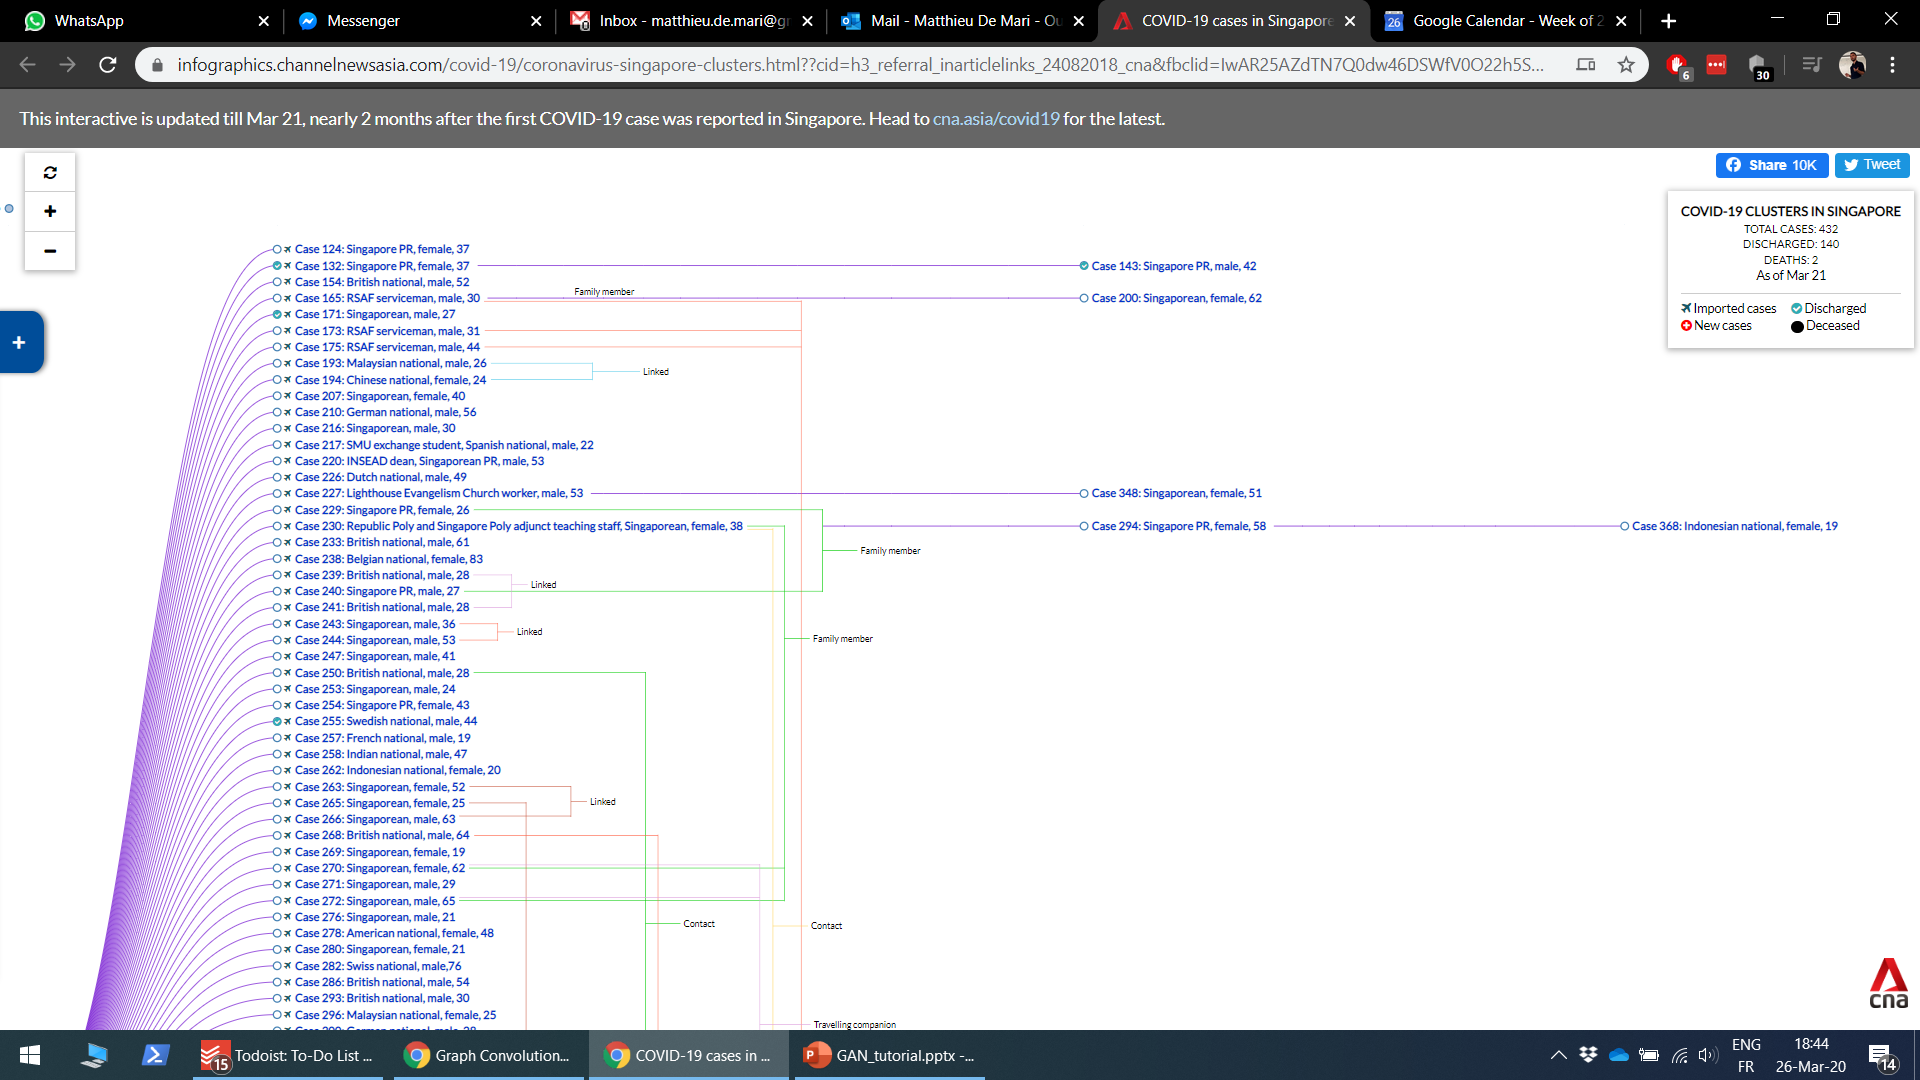 WhatsApp
Messenger
Inbox - matthieu.de.mari@gr
Mail - Matthieu De Mari - Ou
COVID-19 cases in Singapore
Google Calendar - Week of 2
infographics.channelnewsasia.com/covid-19/coronavirus-singapore-clusters.html??cid=h3_referral_inarticlelinks_24082018_cna&fbclid=IwAR25AZdTN7Q0dw46DSWfV0O22h5S...
6
30
This interactive is updated till Mar 21, nearly 2 months after the first COVID-19 case was reported in Singapore. Head to cna.asia/covid19 for the latest.
Share 10K
Tweet
COVID-19 CLUSTERS IN SINGAPORE
TOTAL CASES: 432
DISCHARGED: 140
DEATHS: 2
As of Mar 21
Imported cases
Discharged
New cases
Deceased
Case 124: Singapore PR, female, 37
Case 132: Singapore PR, female, 37
Case 143: Singapore PR, male, 42
Case 154: British national, male, 52
Family member
Case 165: RSAF serviceman, male, 30
Case 200: Singaporean, female, 62
Case 171: Singaporean, male, 27
Case 173: RSAF serviceman, male, 31
Case 175: RSAF serviceman, male, 44
Case 193: Malaysian national, male, 26
Linked
Case 194: Chinese national, female, 24
Case 207: Singaporean, female, 40
Case 210: German national, male, 56
Case 216: Singaporean, male, 30
Case 217: SMU exchange student, Spanish national, male, 22
Case 220: INSEAD dean, Singaporean PR, male, 53
Case 226: Dutch national, male, 49
Case 227: Lighthouse Evangelism Church worker, male, 53
Case 348: Singaporean, female, 51
Case 229: Singapore PR, female, 26
Case 230: Republic Poly and Singapore Poly adjunct teaching staff, Singaporean, female, 38
Case 294: Singapore PR, female, 58
Case 368: Indonesian national, female, 19
Case 233: British national, male, 61
Family member
Case 238: Belgian national, female, 83
Case 239: British national, male, 28
Linked
Case 240: Singapore PR, male, 27
Case 241: British national, male, 28
Case 243: Singaporean, male, 36
Linked
Case 244: Singaporean, male, 53
Family member
Case 247: Singaporean, male, 41
Case 250: British national, male, 28
Case 253: Singaporean, male, 24
Case 254: Singapore PR, female, 43
Case 255: Swedish national, male, 44
Case 257: French national, male, 19
Case 258: Indian national, male, 47
Case 262: Indonesian national, female, 20
Case 263: Singaporean, female, 52
Linked
Case 265: Singaporean, female, 25
Case 266: Singaporean, male, 63
Case 268: British national, male, 64
Case 269: Singaporean, female, 19
Case 270: Singaporean, female, 62
Case 271: Singaporean, male, 29
Case 272: Singaporean, male, 65
Case 276: Singaporean, male, 21
Contact
Contact
Case 278: American national, female, 48
Case 280: Singaporean, female, 21
Case 282: Swiss national, male,76
Case 286: British national, male, 54
Case 293: British national, male, 30
Case 296: Malaysian national, female, 25
Travelling companion
cna
15
Todoist: To-Do List ...
Graph Convolution...
COVID-19 cases in ...
GAN_tutorial.pptx -...
ENG
FR
18:44
26-Mar-20
14